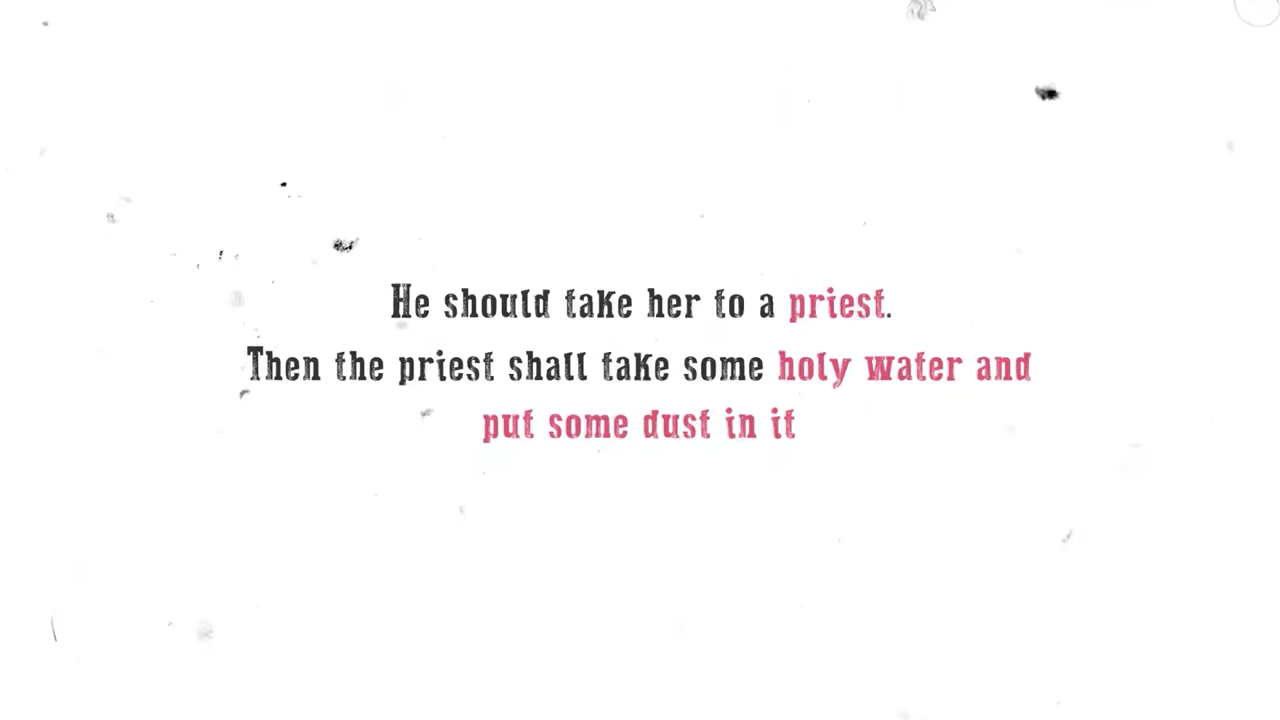 He should take her to a priest.
Then the priest shall take some holy water and
put some dust in it